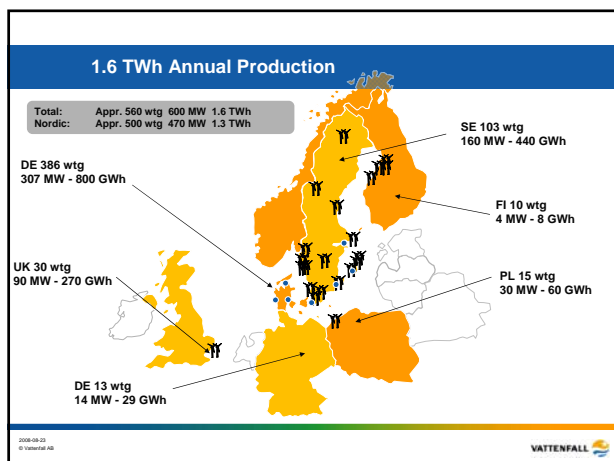 1.6 TWh Annual Production
Total: Appr. 560 wtg 600 MW 1.6 TWh
Nordic: Appr. 500 wtg 470 MW 1.3 TWh
SE 103 wtg
160 MW - 440 GWh
DE 386 wtg
307 MW - 800 GWh
FI 10 wtg
4 MW - 8 GWh
UK 30 wtg
90 MW - 270 GWh
PL 15 wtg
30 MW - 60 GWh
DE 13 wtg
14 MW - 29 GWh
2008-08-23
© Vattenfall AB
VATTENFALL